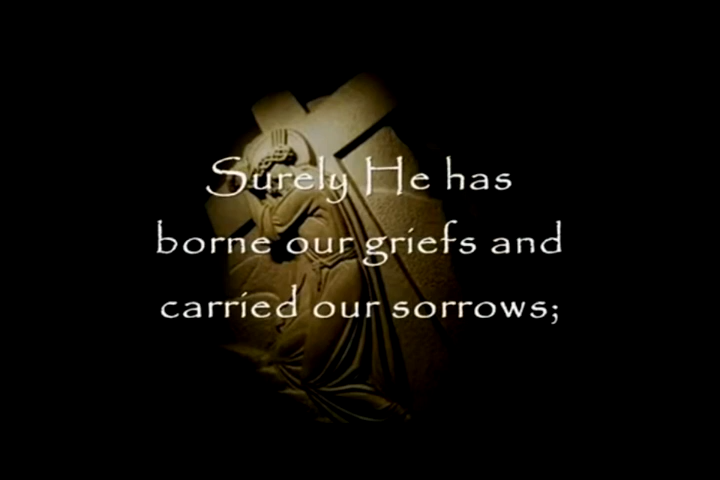 Surely He has
borne our griefs and
carried our sorrows;